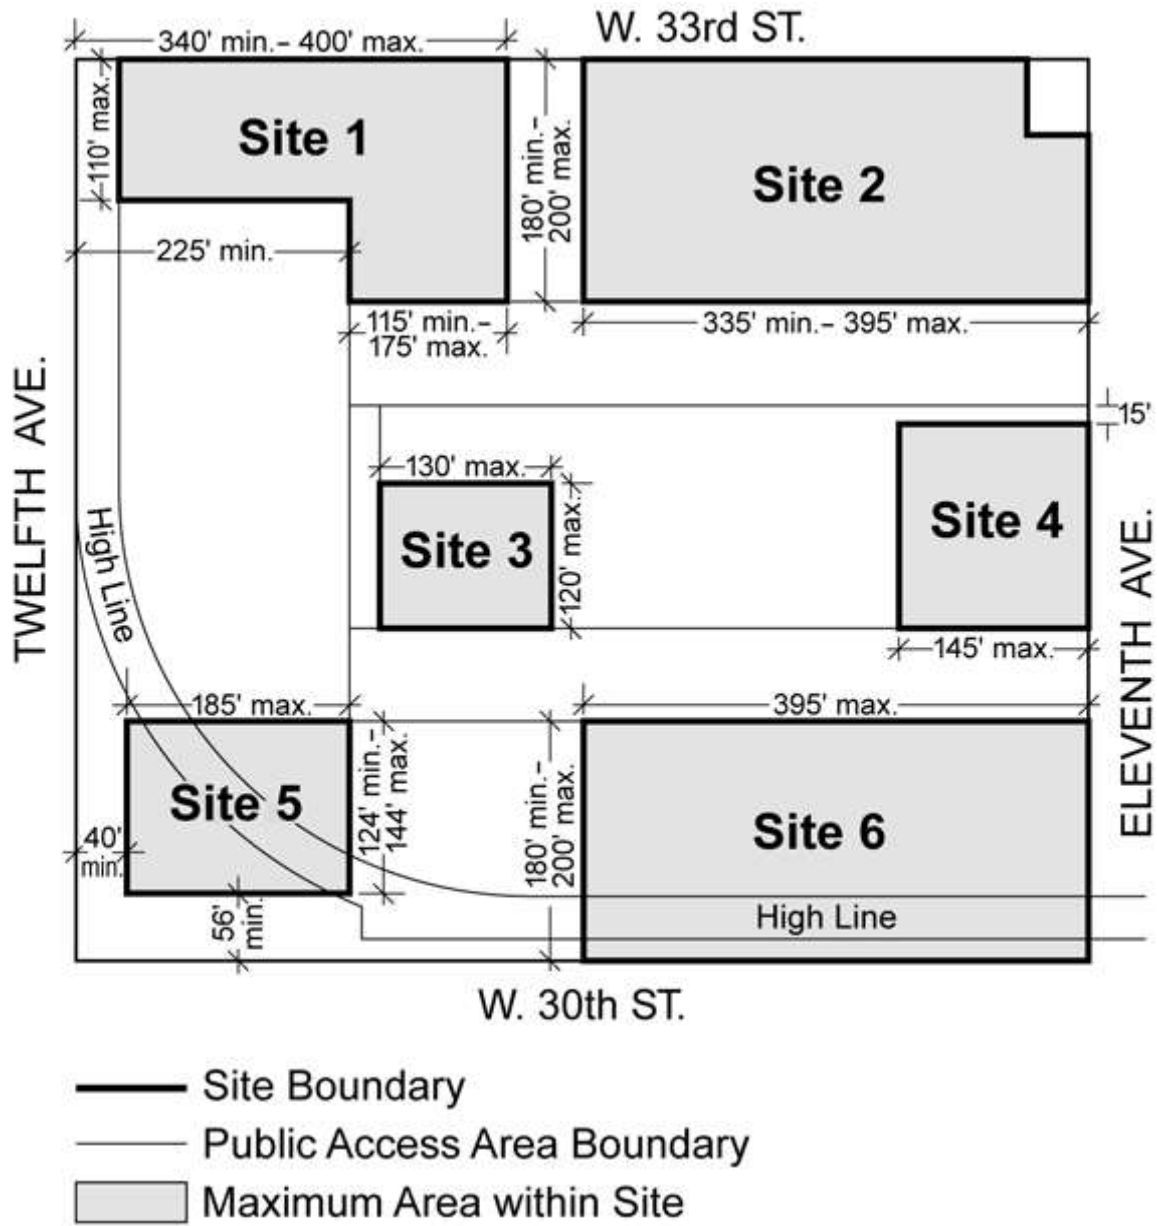 W. 33rd ST.
340' min.– 400' max.
110' max.
Site 1
180' min.–
200' max.
Site 2
225' min.
115' min.–
175' max.
335' min.– 395' max.
TWELFTH AVE.
15'
130' max.
Site 3
120' max.
Site 4
ELEVENTH AVE.
High Line
145' max.
185' max.
395' max.
124' min.–
144' max.
180' min.–
200' max.
Site 5
Site 6
40'
min.
56'
min.
High Line
W. 30th ST.
Site Boundary
Public Access Area Boundary
Maximum Area within Site